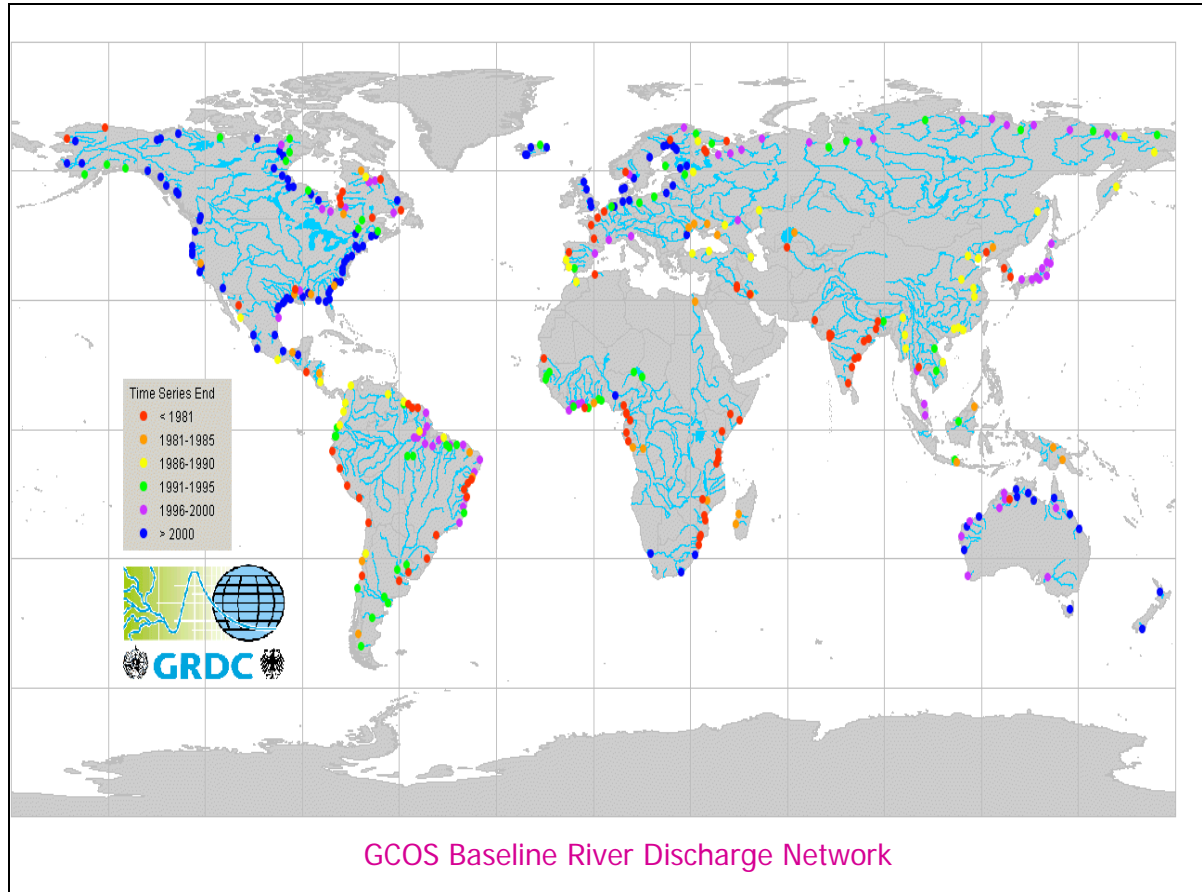 Time Series End
< 1981
1981-1985
1986-1990
1991-1995
1996-2000
> 2000
GRDC
GCOS Baseline River Discharge Network